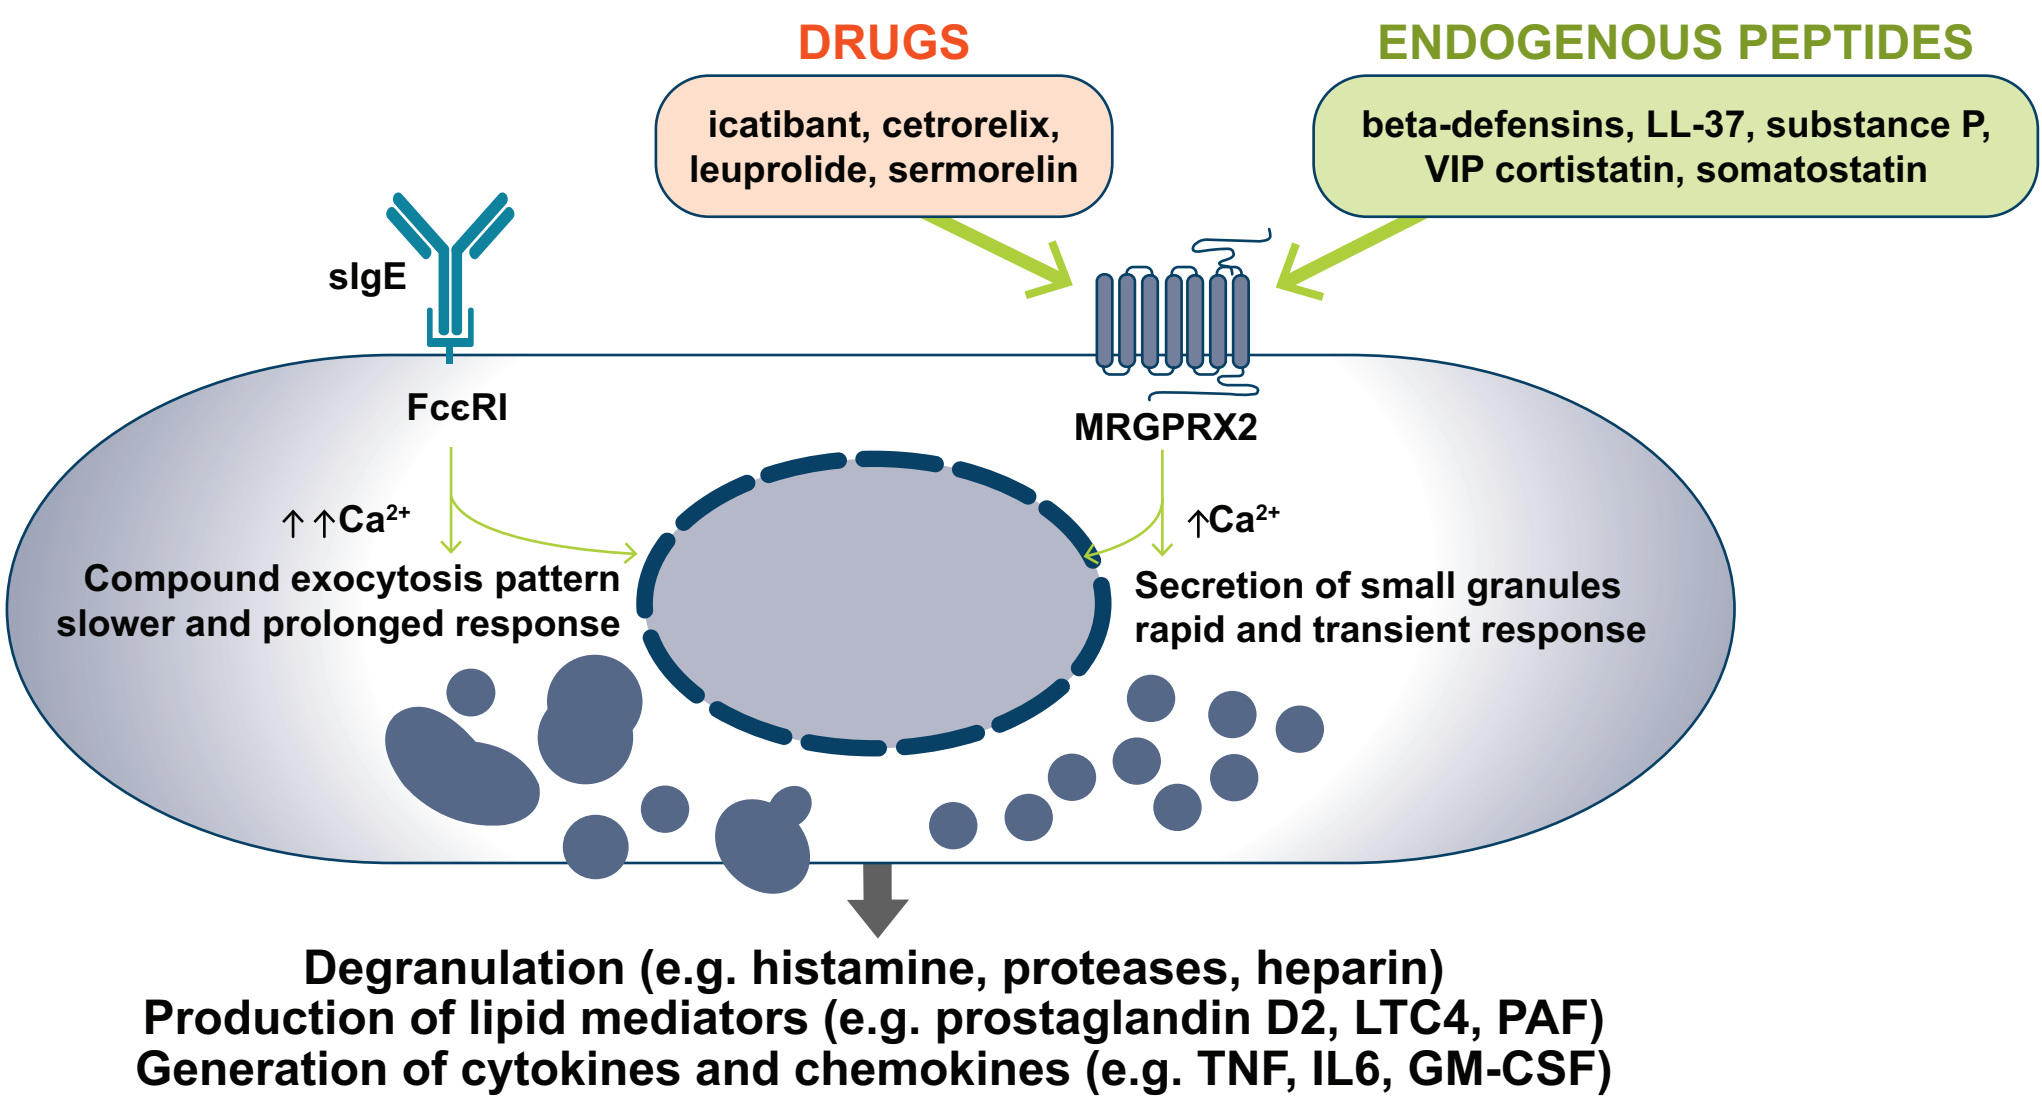 DRUGS
icatibant, cetrorelix,
leuprolide, sermorelin
ENDOGENOUS PEPTIDES
beta-defensins, LL-37, substance P,
VIP cortistatin, somatostatin
sIgE
FcεRI
MRGPRX2
↑ ↑Ca²⁺
Compound exocytosis pattern
slower and prolonged response
↑Ca²⁺
Secretion of small granules
rapid and transient response
Degranulation (e.g. histamine, proteases, heparin)
Production of lipid mediators (e.g. prostaglandin D2, LTC4, PAF)
Generation of cytokines and chemokines (e.g. TNF, IL6, GM-CSF)